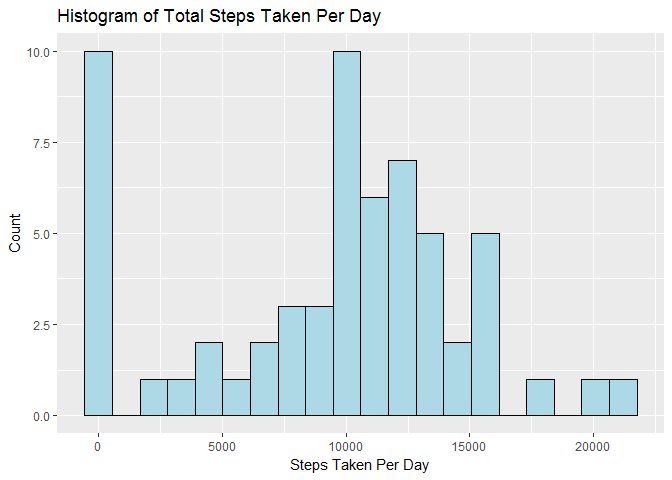 Histogram of Total Steps Taken Per Day
10.0
7.5
5.0
2.5
0.0
Count
0 5000 10000 15000 20000
Steps Taken Per Day